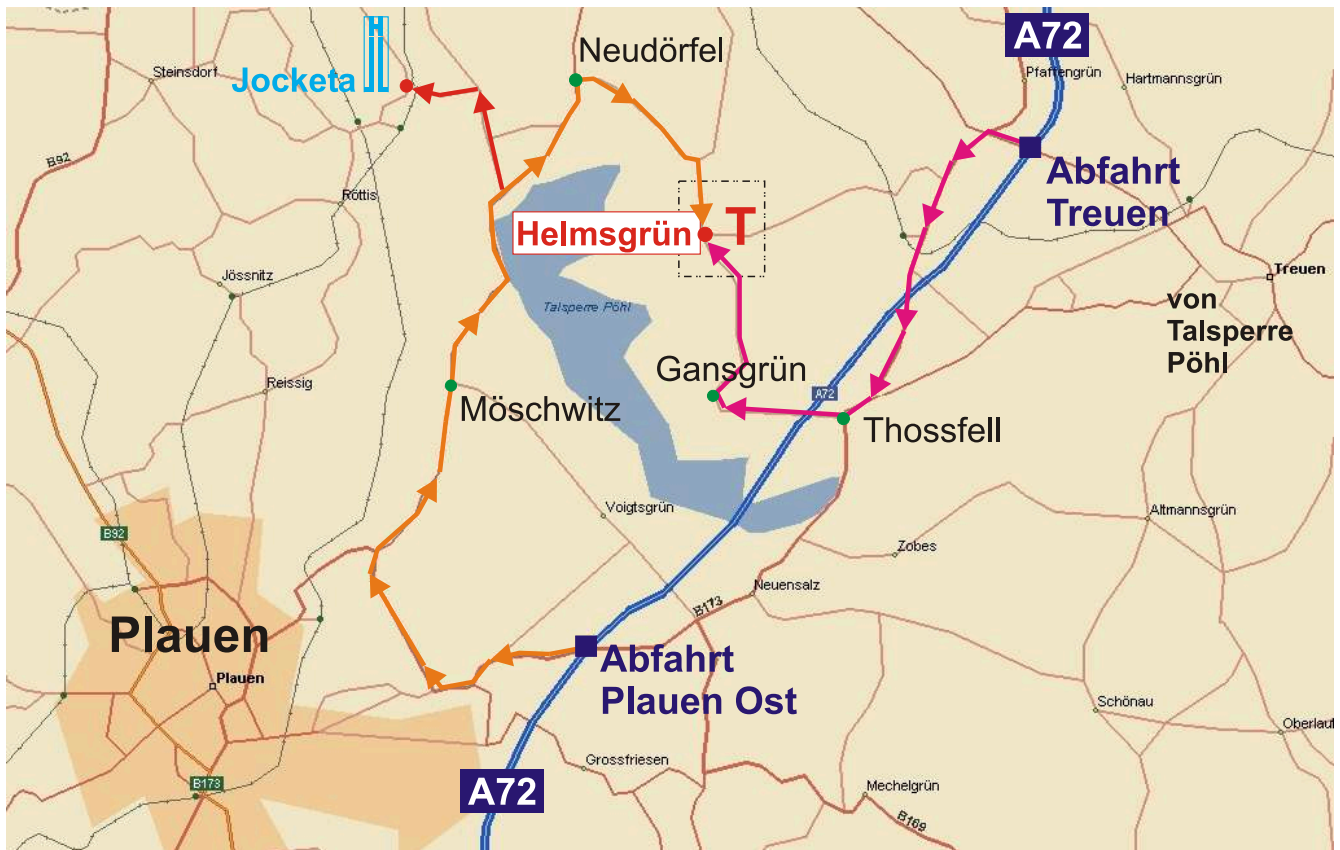 A72
Neudörfel
H
Steinsdorf
Jocketa
Pfaffengrün
Hartmannsgrün
B92
Abfahrt
Treuen
Röttis
Helmsgrün
T
Jössnitz
Treuen
Talsperre Pöhl
von
Talsperre
Pöhl
Gansgrün
Reissig
A72
Möschwitz
Thossfell
Voigtsgrün
Altmannsgrün
B92
Zobes
Neuensalz
B173
Plauen
Abfahrt
Plauen Ost
Plauen
Schönau
Oberlauf
Grossfriesen
B173
A72
Mechelgrün
B169